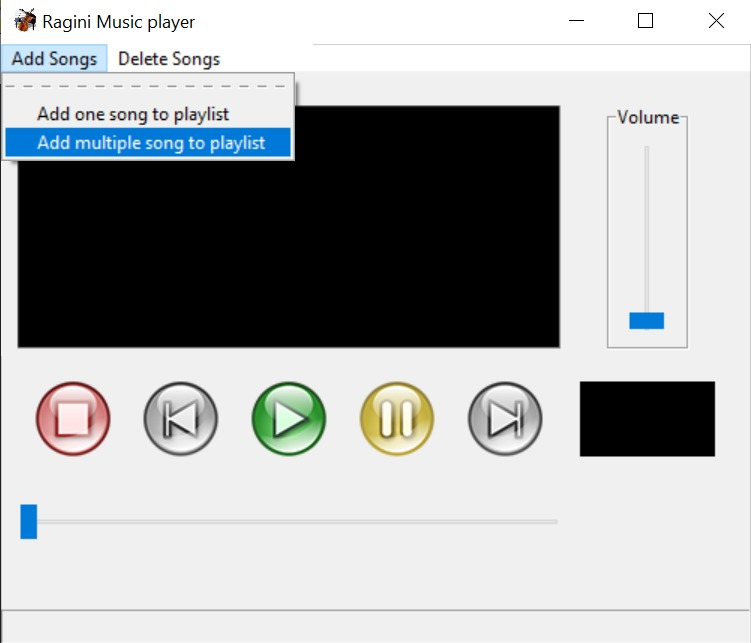 Ragini Music player
Add Songs Delete Songs
Add one song to playlist
Add multiple song to playlist
Volume